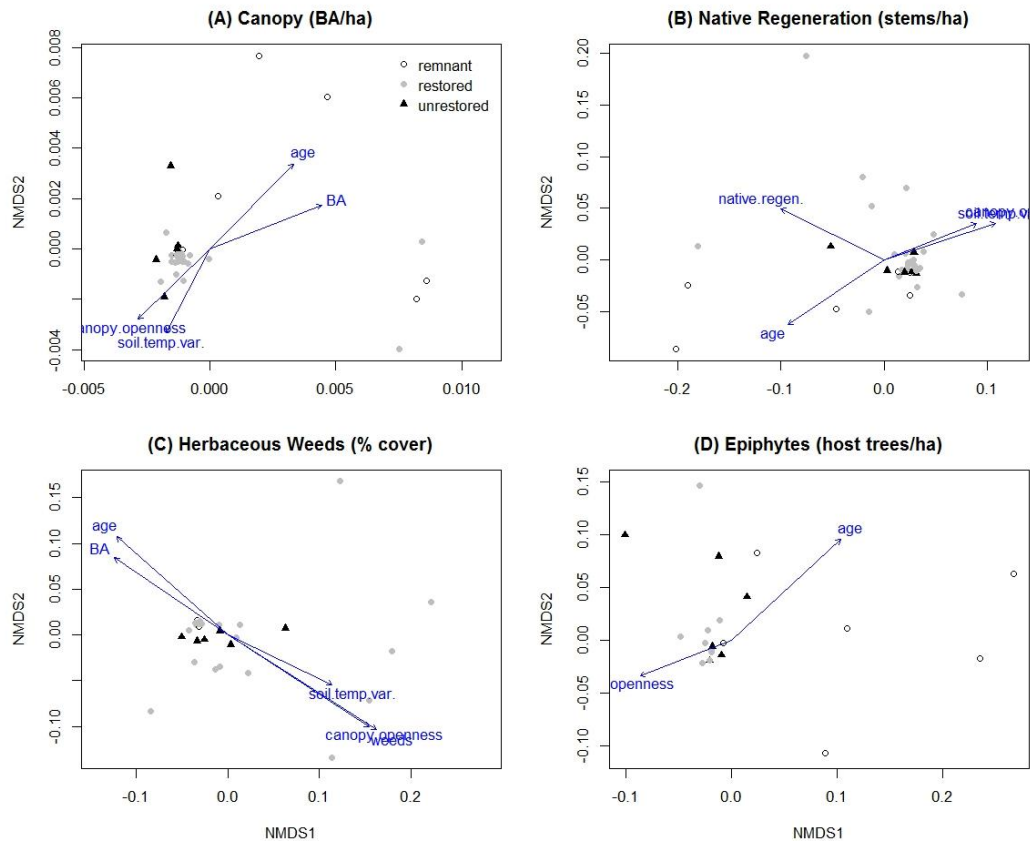 (A) Canopy (BA/ha)
NMDS2
0.008
0.006
0.004
0.002
0.000
-0.004
-0.005
0.000
0.005
0.010
remnant
restored
unrestored
age
BA
anopy.openness
soil.temp.var.
(B) Native Regeneration (stems/ha)
NMDS2
0.20
0.15
0.10
0.05
0.00
-0.05
-0.2
-0.1
0.0
0.1
native.regen.
soil.temp.va
age
(C) Herbaceous Weeds (% cover)
NMDS2
0.15
0.10
0.05
0.00
-0.10
-0.1
0.0
0.1
0.2
NMDS1
age
BA
soil.temp.var.
canopy.openness
weeds
(D) Epiphytes (host trees/ha)
NMDS2
0.15
0.10
0.05
0.00
-0.05
-0.10
-0.1
0.0
0.1
0.2
NMDS1
age
openness